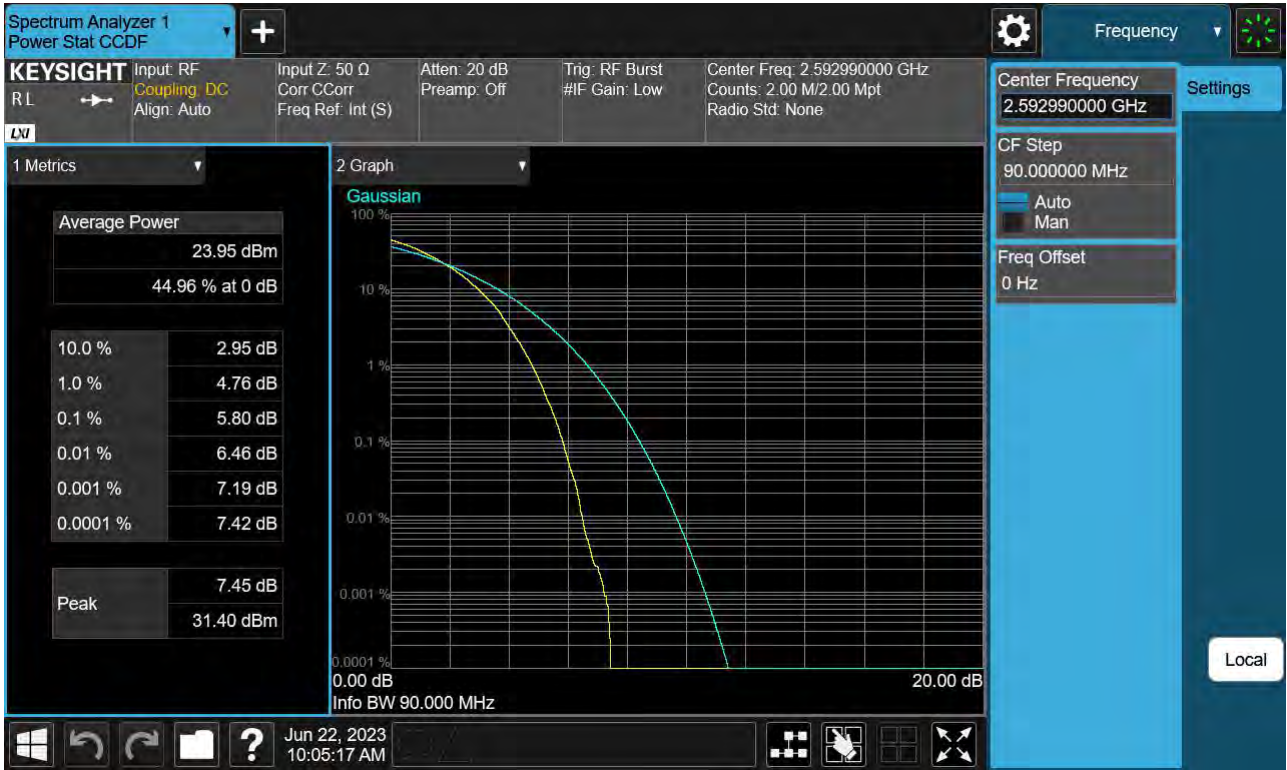 Spectrum Analyzer 1
Power Stat CCDF
+
Frequency
KEYSIGHT
R L
LXI
Input: RF
Coupling: DC
Align: Auto
Input Z: 50 Ω
Corr CCorr
Freq Ref: Int (S)
Atten: 20 dB
Preamp: Off
Trig: RF Burst
#IF Gain: Low
Center Freq: 2.592990000 GHz
Counts: 2.00 M/2.00 Mpt
Radio Std: None
Center Frequency
2.592990000 GHz
Settings
CF Step
90.000000 MHz
Auto
Man
Freq Offset
0 Hz
Local
1 Metrics
Average Power
23.95 dBm
44.96 % at 0 dB
10.0 % 2.95 dB
1.0 % 4.76 dB
0.1 % 5.80 dB
0.01 % 6.46 dB
0.001 % 7.19 dB
0.0001 % 7.42 dB
Peak
7.45 dB
31.40 dBm
2 Graph
Gaussian
100 %
10 %
1 %
0.1 %
0.01 %
0.001 %
0.0001 %
0.00 dB 20.00 dB
Info BW 90.000 MHz
?
Jun 22, 2023
10:05:17 AM